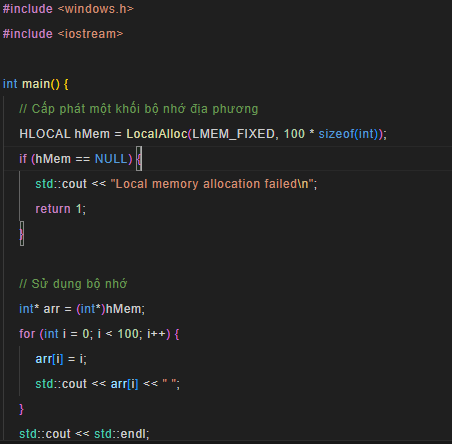 #include <windows.h>
#include <iostream>
int main() {
// Cấp phát một khối bộ nhớ địa phương
HLOCAL hMem = LocalAlloc(LMEM_FIXED, 100 * sizeof(int));
if (hMem == NULL) {
std::cout << "Local memory allocation failed\n";
return 1;
}
// Sử dụng bộ nhớ
int* arr = (int*)hMem;
for (int i = 0; i < 100; i++) {
arr[i] = i;
std::cout << arr[i] << " ";
}
std::cout << std::endl;